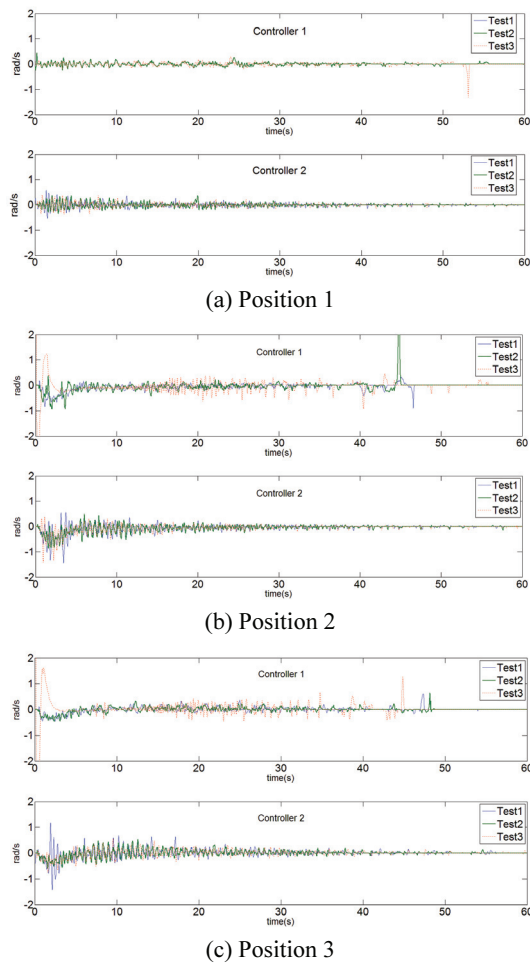 2
1
0
-1
-2
rad/s
Controller 1
Test1
Test2
Test3
0 10 20 30 40 50 60
time(s)
2
1
0
-1
-2
rad/s
Controller 2
Test1
Test2
Test3
0 10 20 30 40 50 60
time(s)
(a) Position 1
2
1
0
-1
-2
rad/s
Controller 1
Test1
Test2
Test3
0 10 20 30 40 50 60
time(s)
2
1
0
-1
-2
rad/s
Controller 2
Test1
Test2
Test3
0 10 20 30 40 50 60
time(s)
(b) Position 2
2
1
0
-1
-2
rad/s
Controller 1
Test1
Test2
Test3
0 10 20 30 40 50 60
time(s)
2
1
0
-1
-2
rad/s
Controller 2
Test1
Test2
Test3
0 10 20 30 40 50 60
time(s)
(c) Position 3